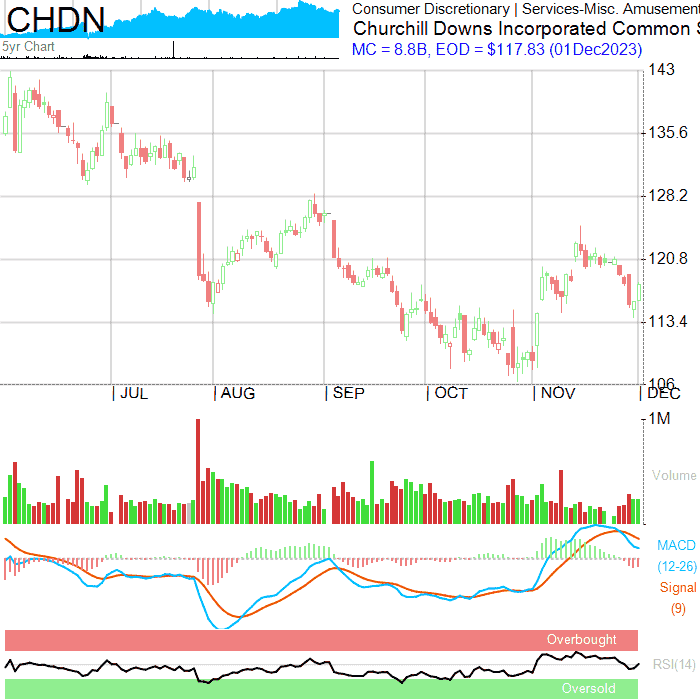 CHDN
5yr Chart
Consumer Discretionary | Services-Misc. Amusement
Churchill Downs Incorporated Common S
MC = 8.8B, EOD = $117.83 (01Dec2023)
143
135.6
128.2
120.8
113.4
106
JUL AUG SEP OCT NOV DEC
1M
Volume
MACD
(12-26)
Signal
(9)
Overbought
RSI(14)
Oversold